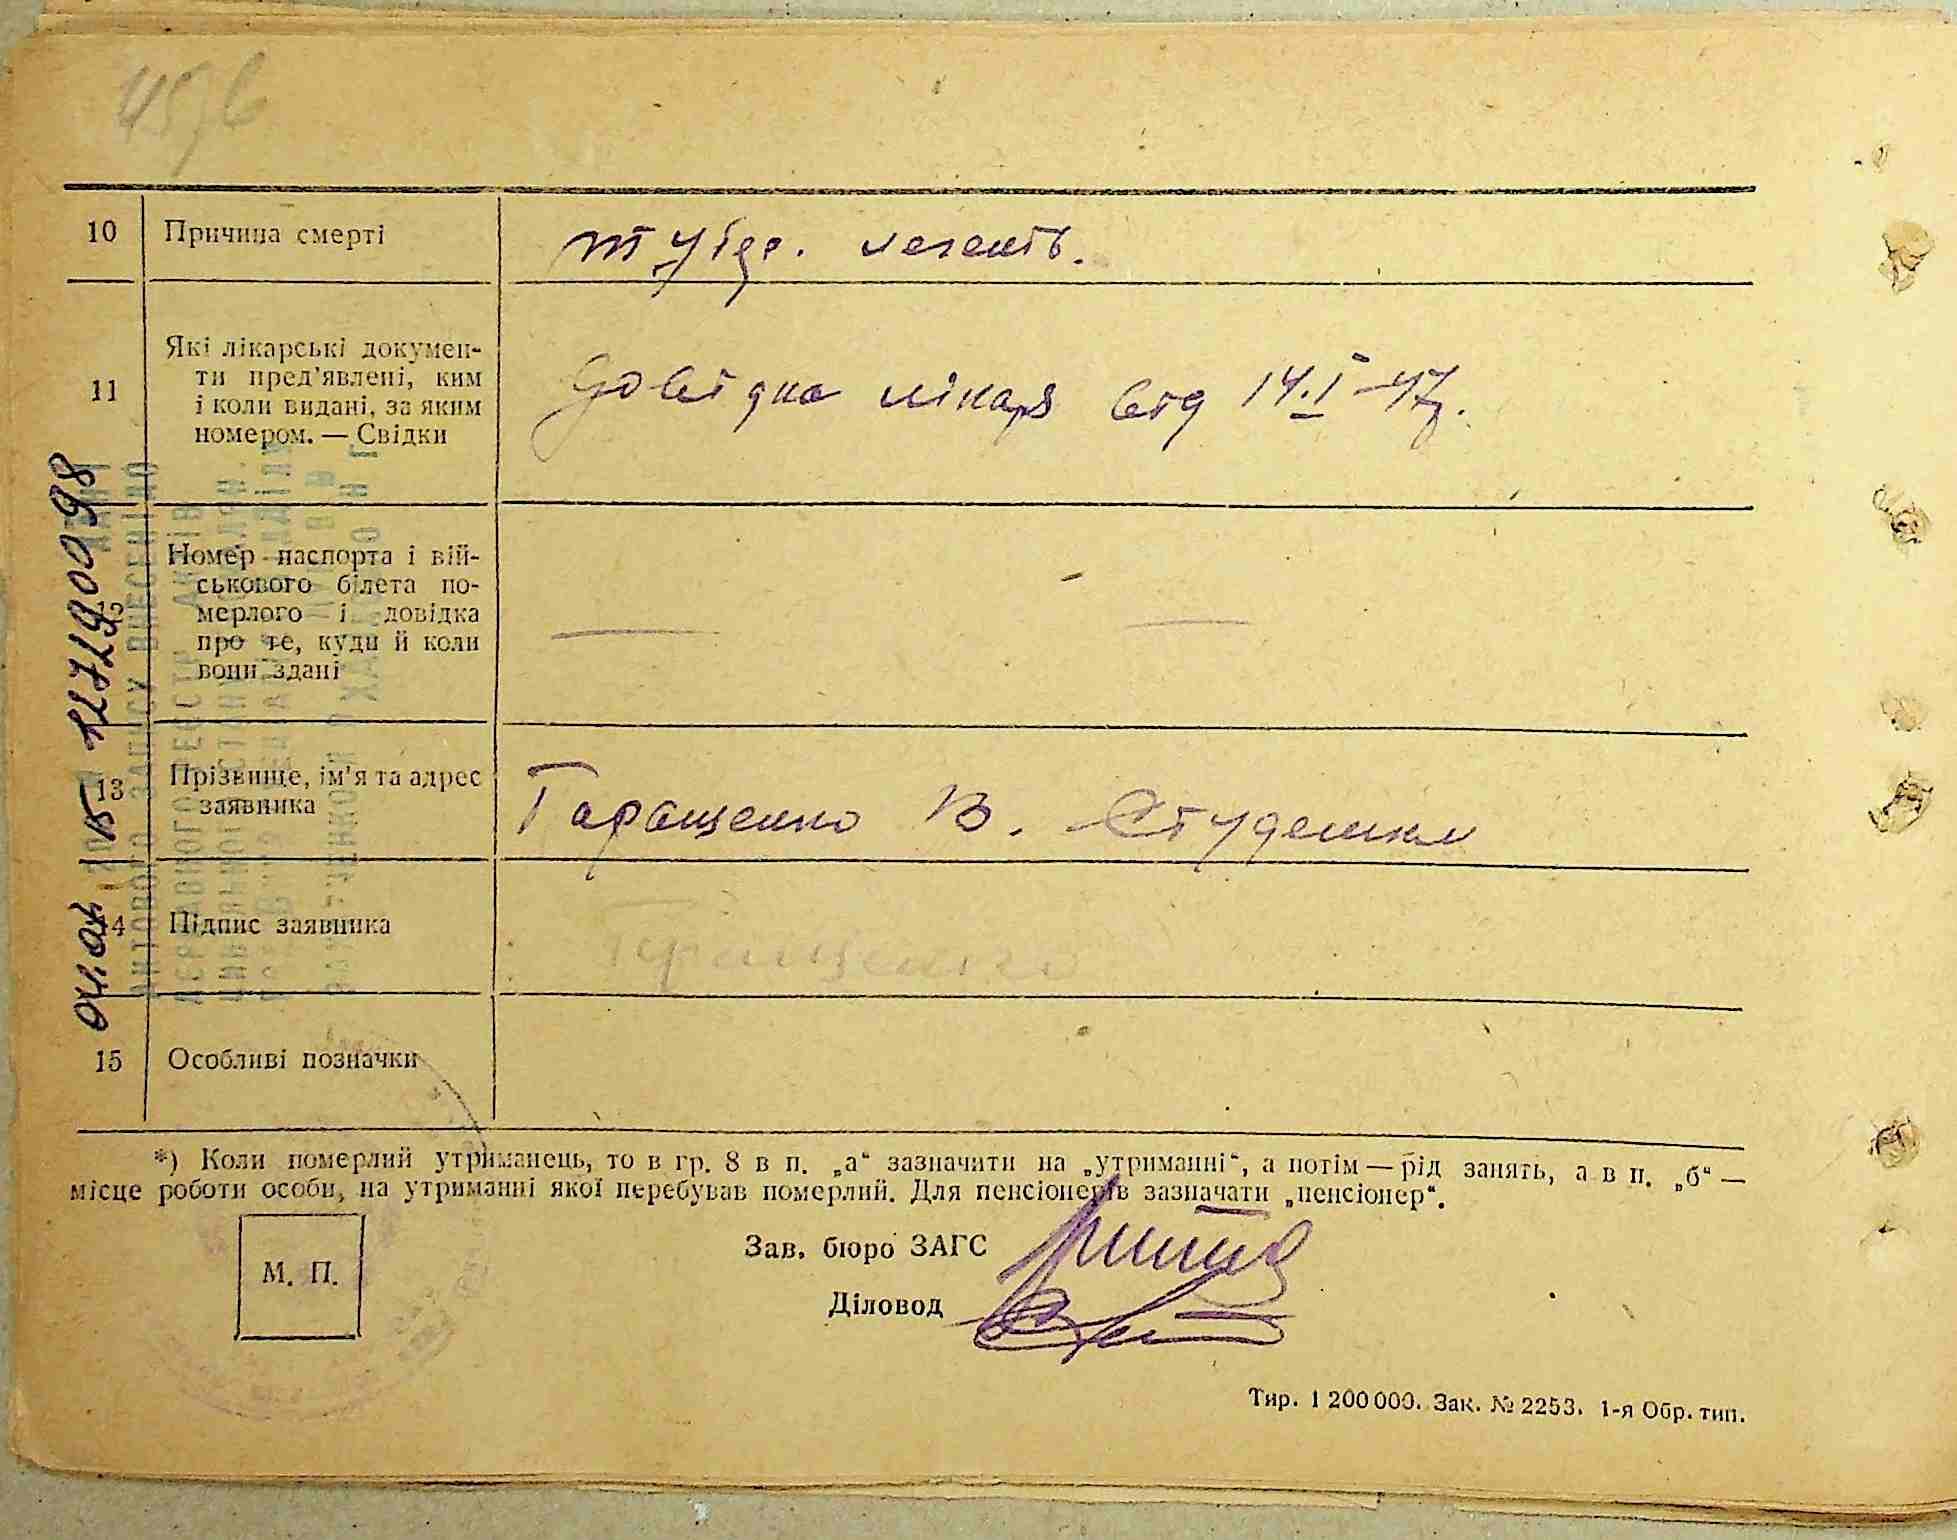 10 Причина смерті
туберк. легень.
11 Які лікарські докумен-
ти пред'явлені, ким
і коли видані, за яким
номером. — Свідки
Довідка лікаря від 14.I-47.
Номер паспорта і вій-
ськового білета по-
мерлого і довідка
про те, куди й коли
вони здані
— —
13 Прізвище, ім'я та адрес
заявника
Гаращенко В.
14 Підпис заявника
Гаращенко
15 Особливі позначки
*) Коли померлий утриманець, то в гр. 8 в п. „а“ зазначити на „утриманні“, а потім — рід занять, а в п. „б“ —
місце роботи особи, на утриманні якої перебував померлий. Для пенсіонерів зазначати „пенсіонер“.
Зав. бюро ЗАГС
М. П.
Діловод
Тир. 1 200 000. Зак. № 2253. 1-я Обр. тип.